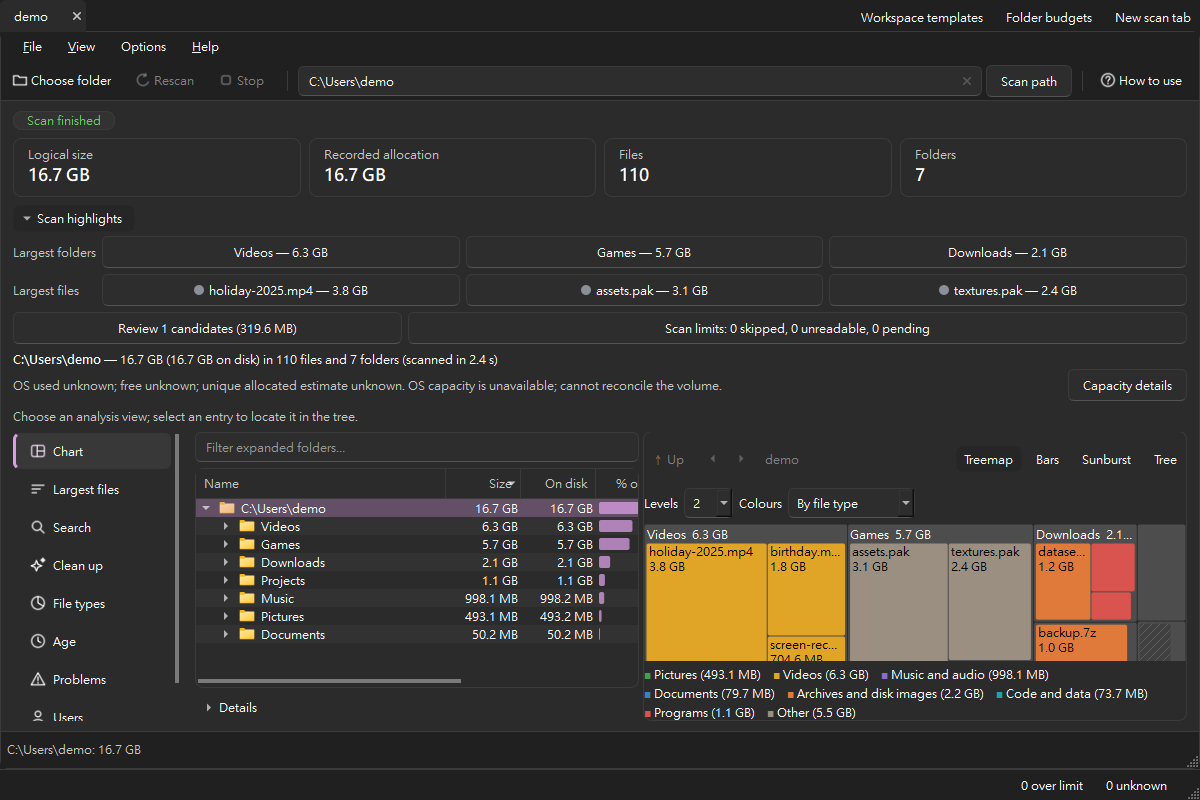 demo
Workspace templates Folder budgets New scan tab
File View Options Help
Choose folder Rescan Stop C:\Users\demo Scan path How to use
Scan finished
Logical size Recorded allocation Files Folders
16.7 GB 16.7 GB 110 7
Scan highlights
Largest folders Videos — 6.3 GB Games — 5.7 GB Downloads — 2.1 GB
Largest files holiday-2025.mp4 — 3.8 GB assets.pak — 3.1 GB textures.pak — 2.4 GB
Review 1 candidates (319.6 MB) Scan limits: 0 skipped, 0 unreadable, 0 pending
C:\Users\demo — 16.7 GB (16.7 GB on disk) in 110 files and 7 folders (scanned in 2.4 s)
OS used unknown; free unknown; unique allocated estimate unknown. OS capacity is unavailable; cannot reconcile the volume.
Capacity details
Choose an analysis view; select an entry to locate it in the tree.
Chart
Largest files
Search
Clean up
File types
Age
Problems
Users
Filter expanded folders...
Name Size On disk % o
C:\Users\demo 16.7 GB 16.7 GB
Videos 6.3 GB 6.3 GB
Games 5.7 GB 5.7 GB
Downloads 2.1 GB 2.1 GB
Projects 1.1 GB 1.1 GB
Music 998.1 MB 998.2 MB
Pictures 493.1 MB 493.2 MB
Documents 50.2 MB 50.2 MB
Details
Up demo Treemap Bars Sunburst Tree
Levels 2 Colours By file type
Videos 6.3 GB Games 5.7 GB Downloads 2.1...
holiday-2025.mp4 birthday.m... assets.pak textures.pak datase...
3.8 GB 1.8 GB 3.1 GB 2.4 GB 1.2 GB
screen-rec... backup.7z
704.6 MB 1.0 GB
Pictures (493.1 MB) Videos (6.3 GB) Music and audio (998.1 MB)
Documents (79.7 MB) Archives and disk images (2.2 GB) Code and data (73.7 MB)
Programs (1.1 GB) Other (5.5 GB)
C:\Users\demo: 16.7 GB
0 over limit 0 unknown